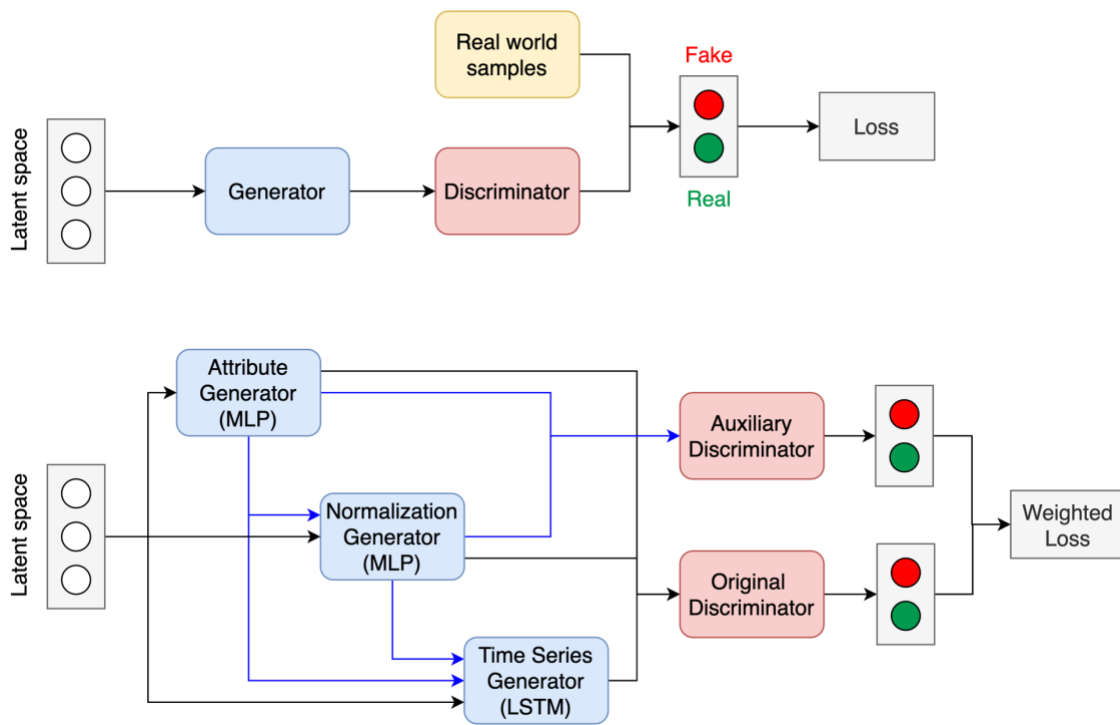 Real world
samples
Fake
Latent space
Generator
Discriminator
Loss
Real
Attribute
Generator
(MLP)
Auxiliary
Discriminator
Latent space
Normalization
Generator
(MLP)
Weighted
Loss
Original
Discriminator
Time Series
Generator
(LSTM)